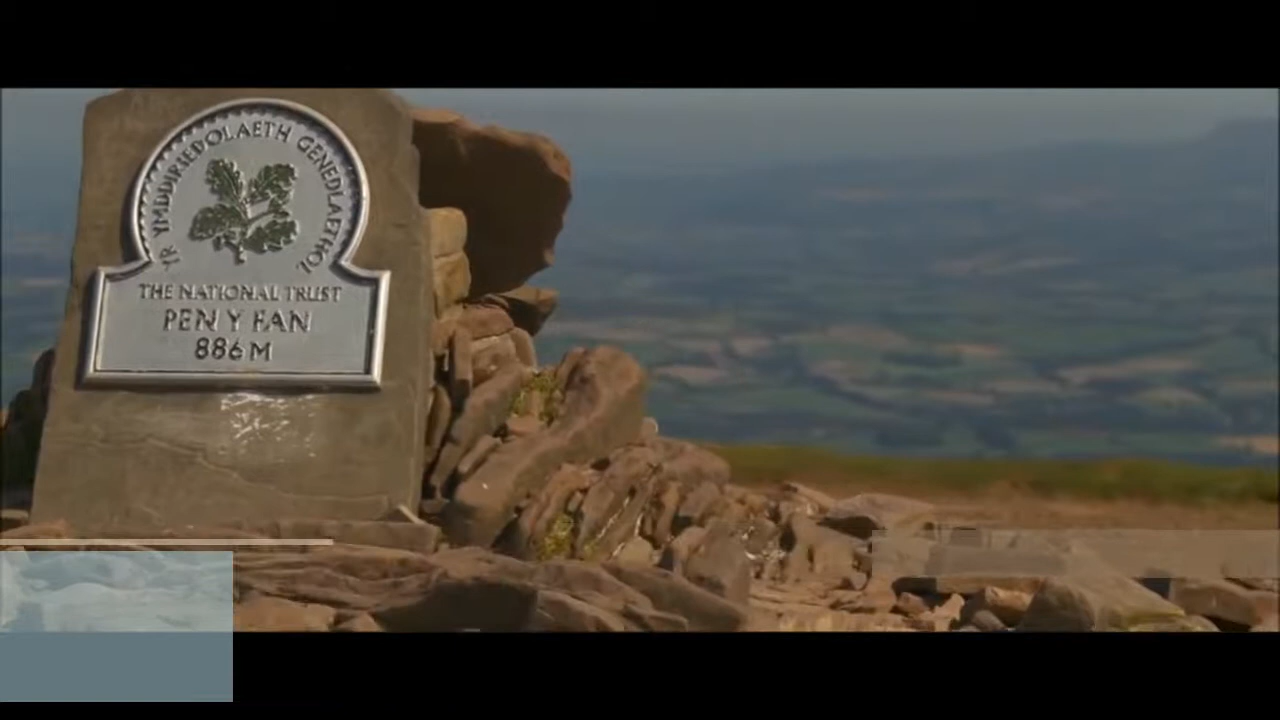 YR YMDDIRIEDOLAETH GENEDLAETHOL
THE NATIONAL TRUST
PEN Y FAN
886 M